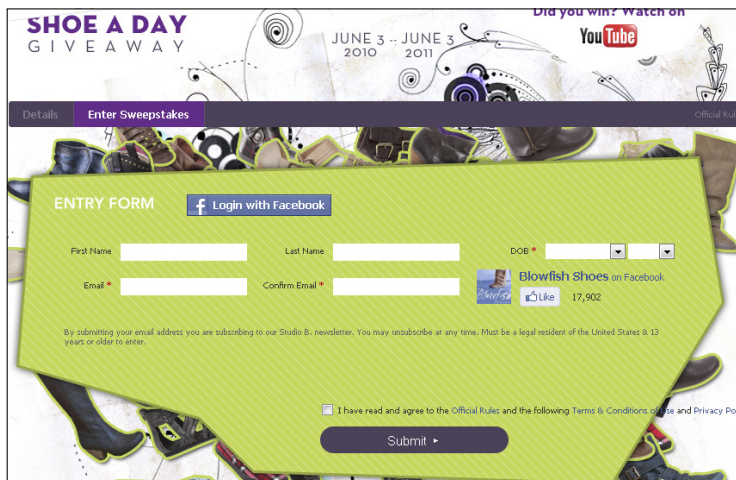 SHOE A DAY
GIVEAWAY
JUNE 3 -- JUNE 3
2010 2011
Did you win? Watch on
YouTube
Details
Enter Sweepstakes
Official Rul
ENTRY FORM
f Login with Facebook
First Name
Last Name
DOB *
Email *
Confirm Email *
Blowfish
Blowfish Shoes on Facebook
Like 17,902
By submitting your email address you are subscribing to our Studio B. newsletter. You may unsubscribe at any time. Must be a legal resident of the United States & 13
years or older to enter.
I have read and agree to the Official Rules and the following Terms & Conditions of Use and Privacy Po
Submit